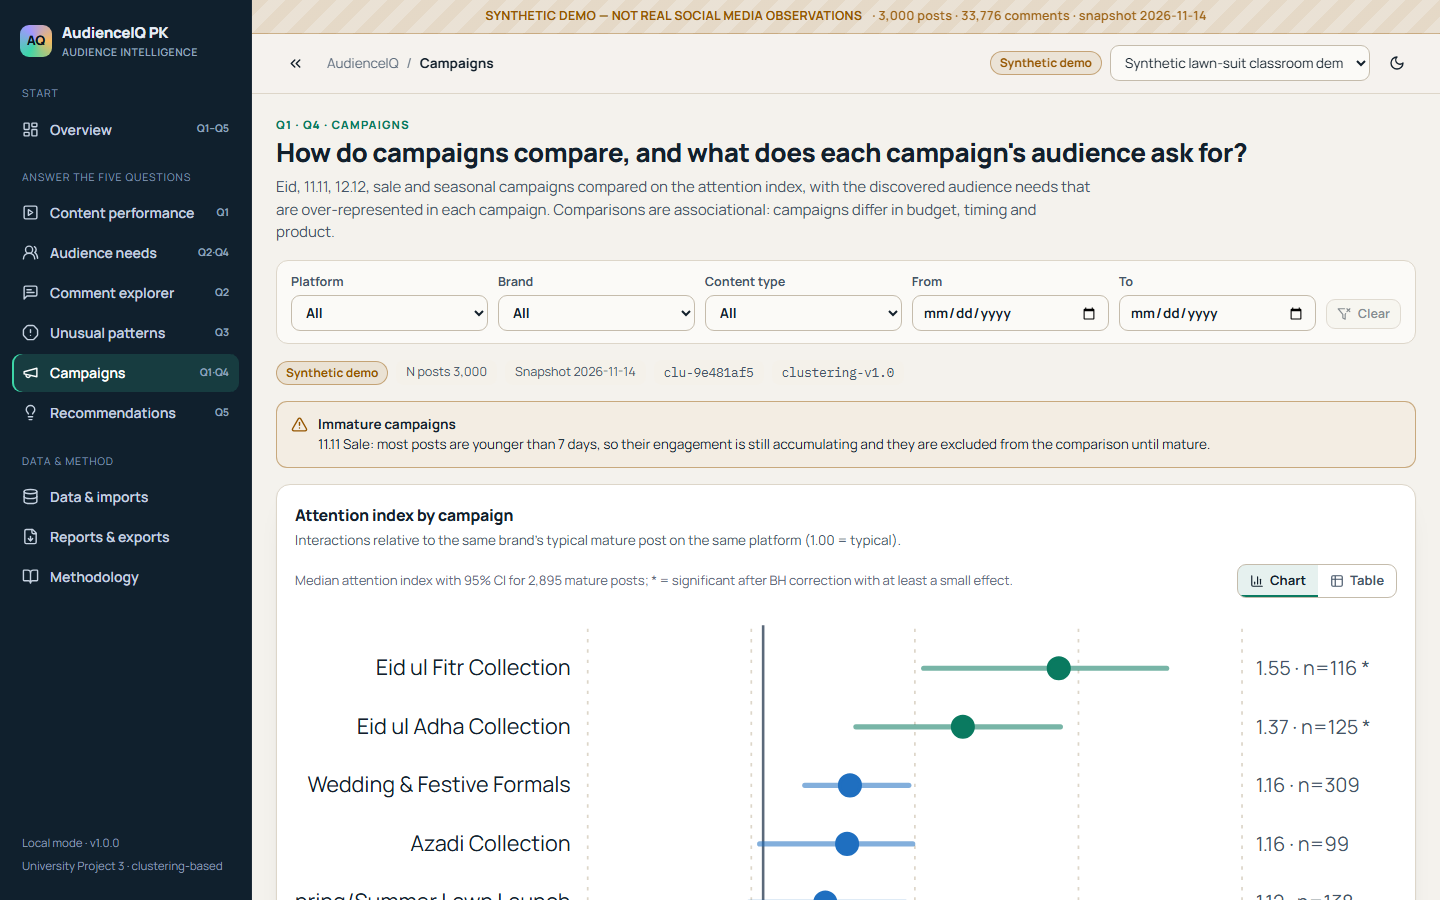 AQ
AudienceIQ PK
AUDIENCE INTELLIGENCE
START
Overview Q1–Q5
ANSWER THE FIVE QUESTIONS
Content performance Q1
Audience needs Q2·Q4
Comment explorer Q2
Unusual patterns Q3
Campaigns Q1·Q4
Recommendations Q5
DATA & METHOD
Data & imports
Reports & exports
Methodology
Local mode · v1.0.0
University Project 3 · clustering-based
SYNTHETIC DEMO — NOT REAL SOCIAL MEDIA OBSERVATIONS · 3,000 posts · 33,776 comments · snapshot 2026-11-14
AudienceIQ / Campaigns
Synthetic demo
Synthetic lawn-suit classroom dem
Q1 · Q4 · CAMPAIGNS
How do campaigns compare, and what does each campaign's audience ask for?
Eid, 11.11, 12.12, sale and seasonal campaigns compared on the attention index, with the discovered audience needs that
are over-represented in each campaign. Comparisons are associational: campaigns differ in budget, timing and
product.
Platform Brand Content type From To
All All All mm/dd/yyyy mm/dd/yyyy Clear
Synthetic demo N posts 3,000 Snapshot 2026-11-14 clu-9e481af5 clustering-v1.0
Immature campaigns
11.11 Sale: most posts are younger than 7 days, so their engagement is still accumulating and they are excluded from the comparison until mature.
Attention index by campaign
Interactions relative to the same brand's typical mature post on the same platform (1.00 = typical).
Median attention index with 95% CI for 2,895 mature posts; * = significant after BH correction with at least a small effect.
Chart Table
Eid ul Fitr Collection 1.55 · n=116 *
Eid ul Adha Collection 1.37 · n=125 *
Wedding & Festive Formals 1.16 · n=309
Azadi Collection 1.16 · n=99
pring/Summer Lawn Launch